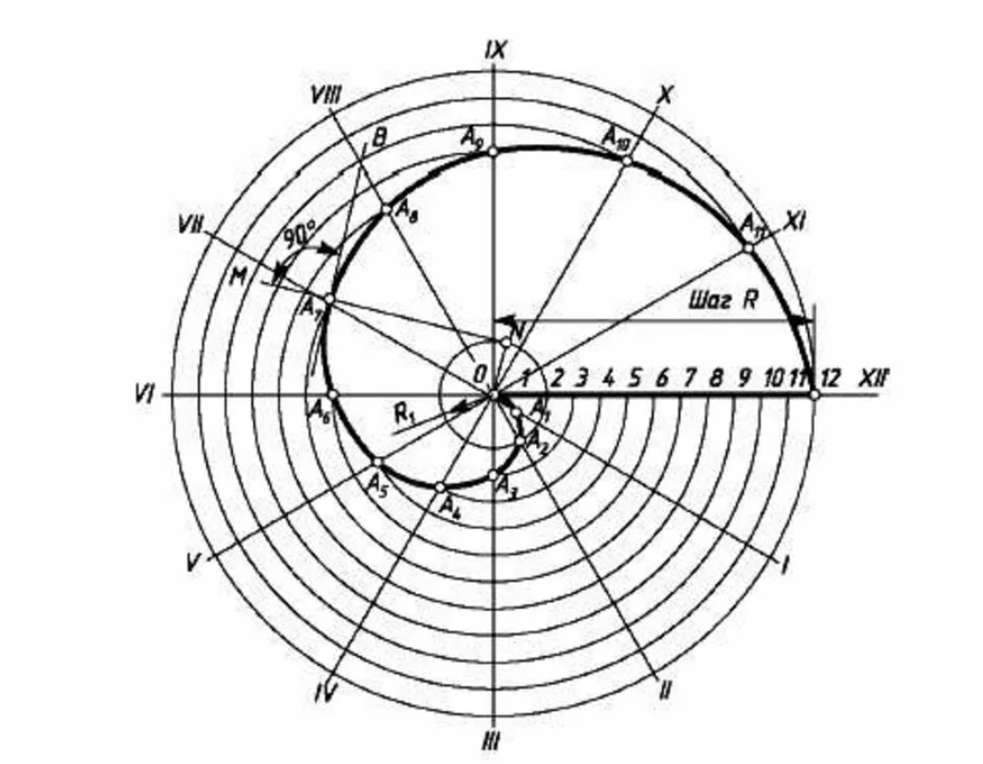 IX
VIII
X
B
A₉
A₁₀
A₈
VII
90°
A₁₁
XI
M
A₇
Шаг R
N
VI
0 1 2 3 4 5 6 7 8 9 10 11 12 XII
A₆
R₁
A₁
A₂
A₅
A₄
A₃
V
I
IV
II
III